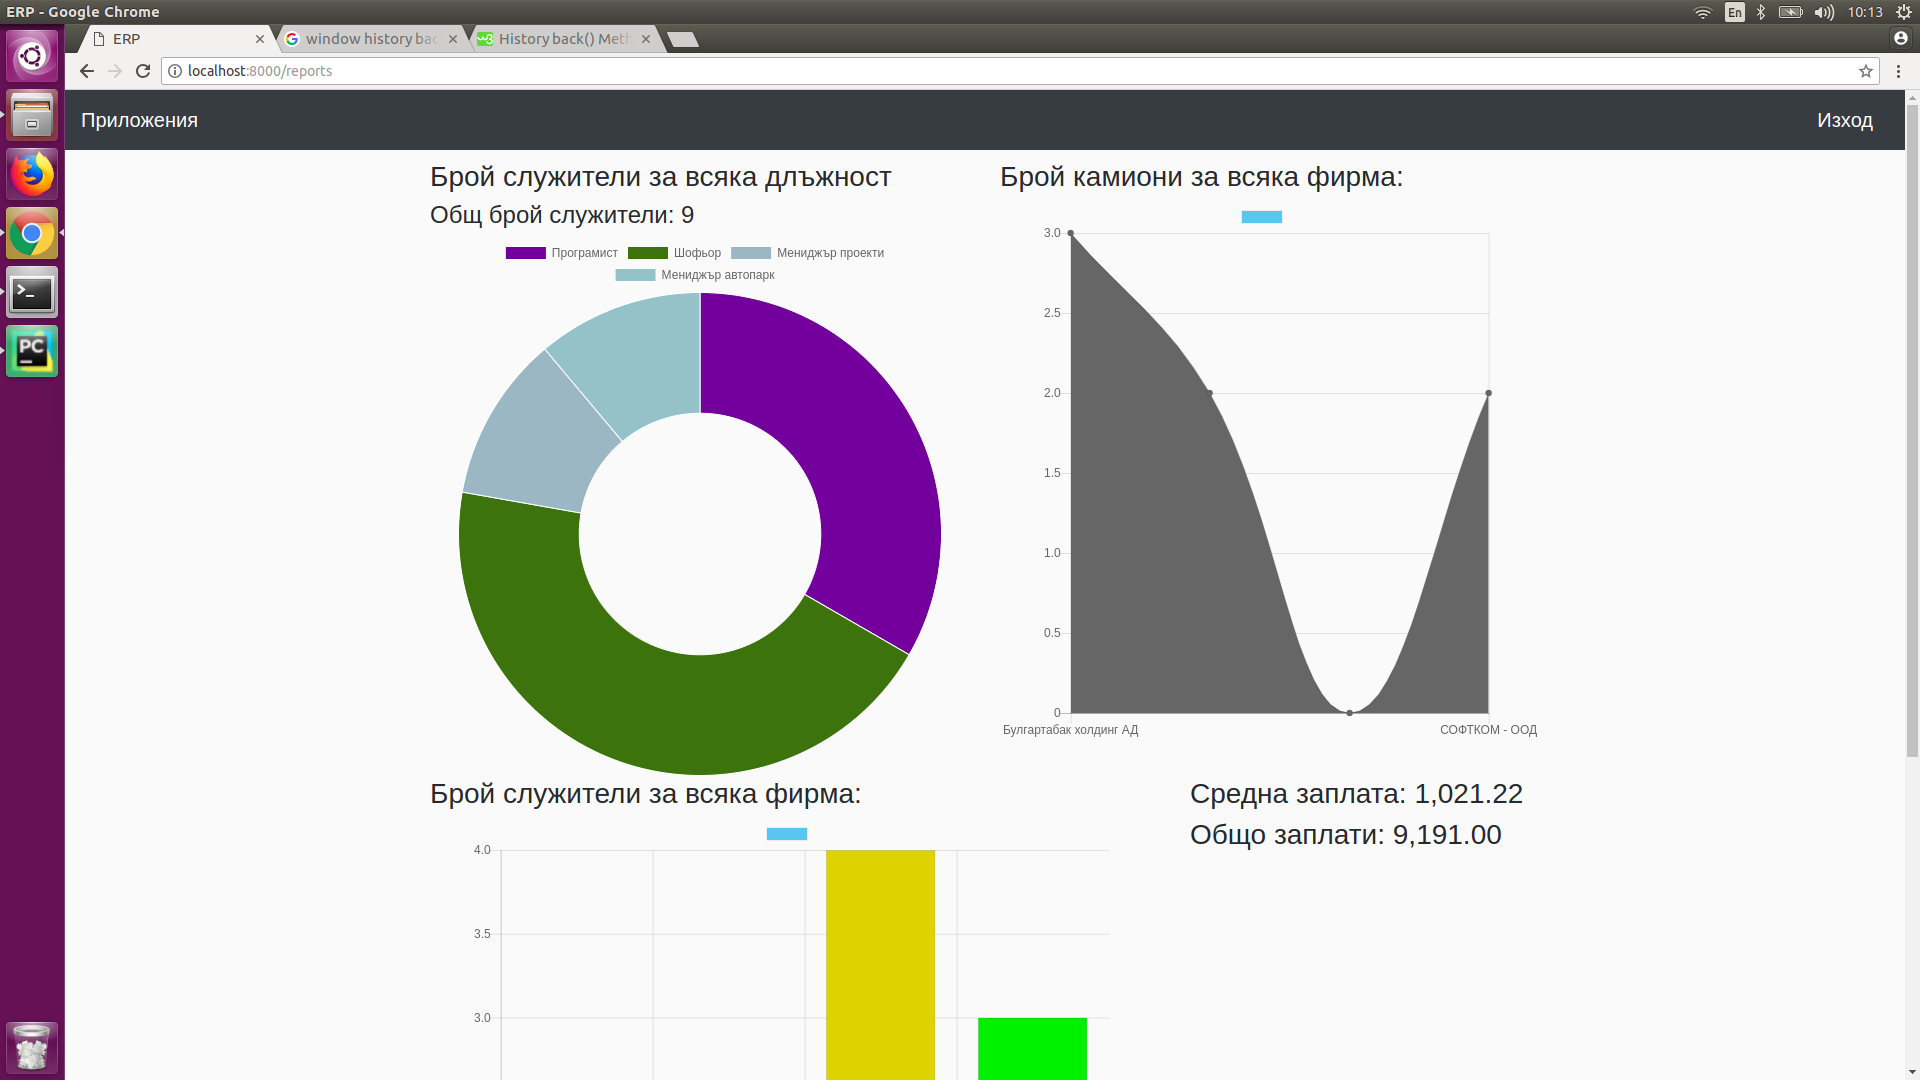 ERP - Google Chrome
En
10:13
ERP
window history bac
History back() Meth
localhost:8000/reports
Приложения
Изход
Брой служители за всяка длъжност
Общ брой служители: 9
Програмист
Шофьор
Мениджър проекти
Мениджър автопарк
Брой камиони за всяка фирма:
3.0
2.5
2.0
1.5
1.0
0.5
0
Булгартабак холдинг АД
СОФТКОМ - ООД
Брой служители за всяка фирма:
4.0
3.5
3.0
Средна заплата: 1,021.22
Общо заплати: 9,191.00
PC